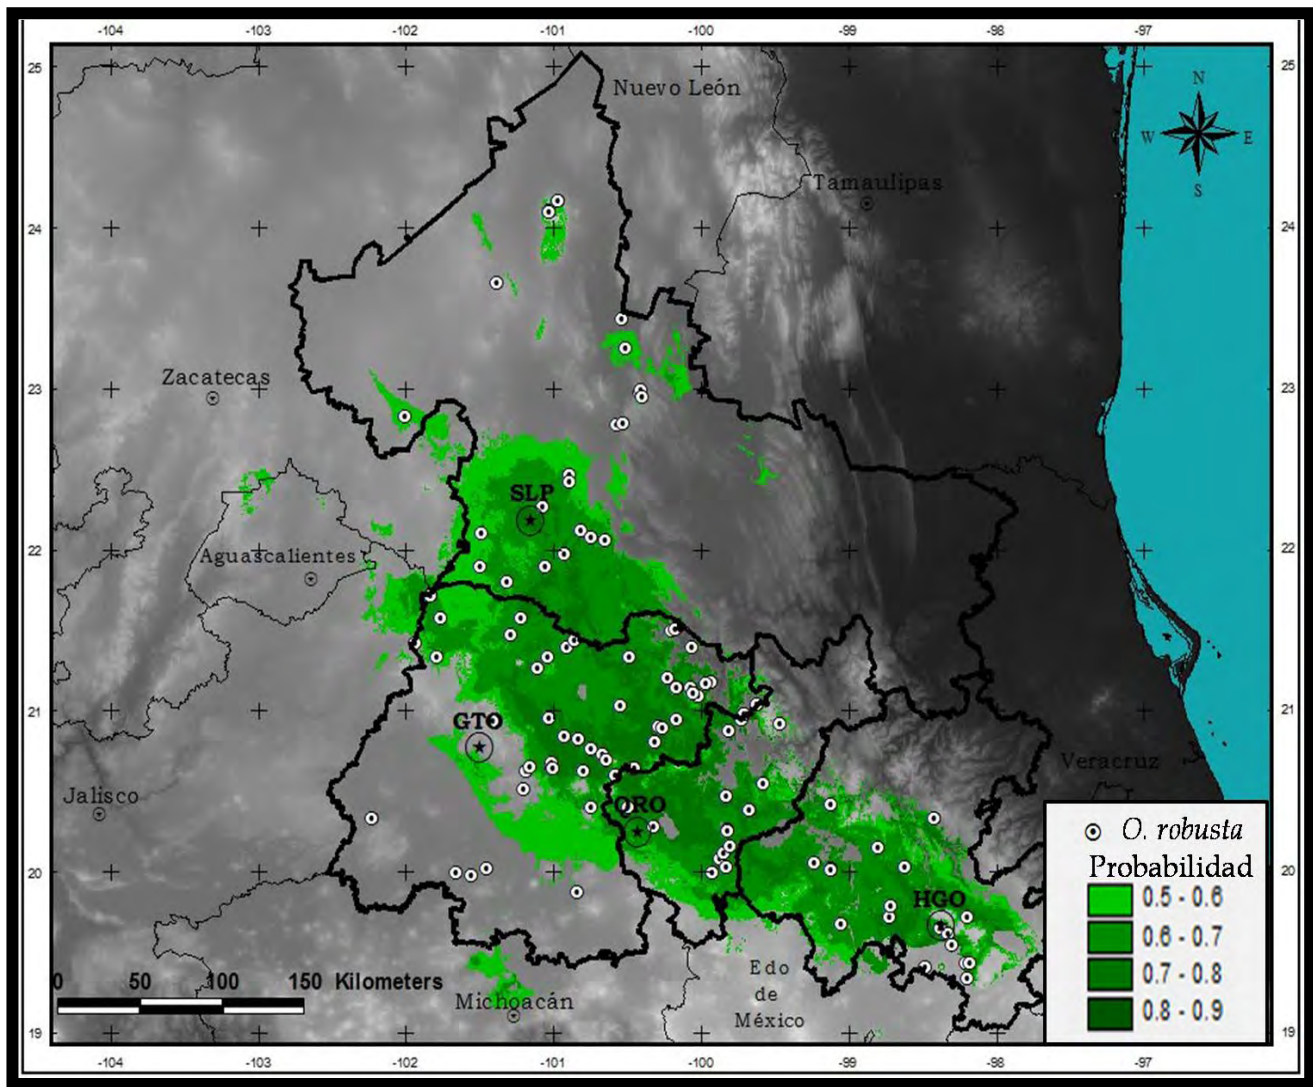 -104 -103 -102 -101 -100 -99 -98 -97
25 25
Nuevo León
N
W E
S
Tamaulipas
24 24
23 23
Zacatecas
SLP
22 22
Aguascalientes
21 21
GTO
Veracruz
QRO
Jalisco
20 20
HGO
O. robusta
Probabilidad
0.5 - 0.6
0.6 - 0.7
0.7 - 0.8
0.8 - 0.9
0 50 100 150 Kilometers
Michoacán
Edo
de
México
19 19
-104 -103 -102 -101 -100 -99 -98 -97